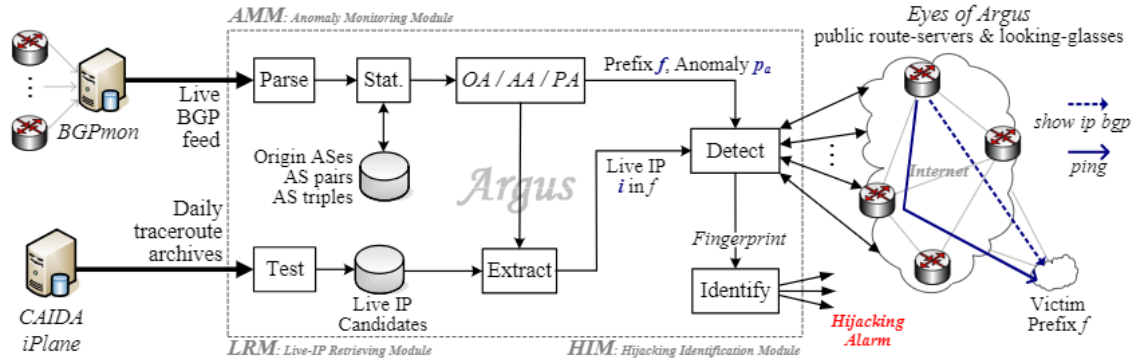 AMM: Anomaly Monitoring Module
Eyes of Argus
public route-servers & looking-glasses
BGPmon
Live
BGP
feed
Parse
Stat.
OA / AA / PA
Prefix f, Anomaly pa
Origin ASes
AS pairs
AS triples
Argus
Detect
Live IP
i in f
Internet
show ip bgp
ping
Daily
traceroute
archives
CAIDA
iPlane
Test
Live IP
Candidates
Extract
Fingerprint
Identify
Hijacking
Alarm
Victim
Prefix f
LRM: Live-IP Retrieving Module
HIM: Hijacking Identification Module